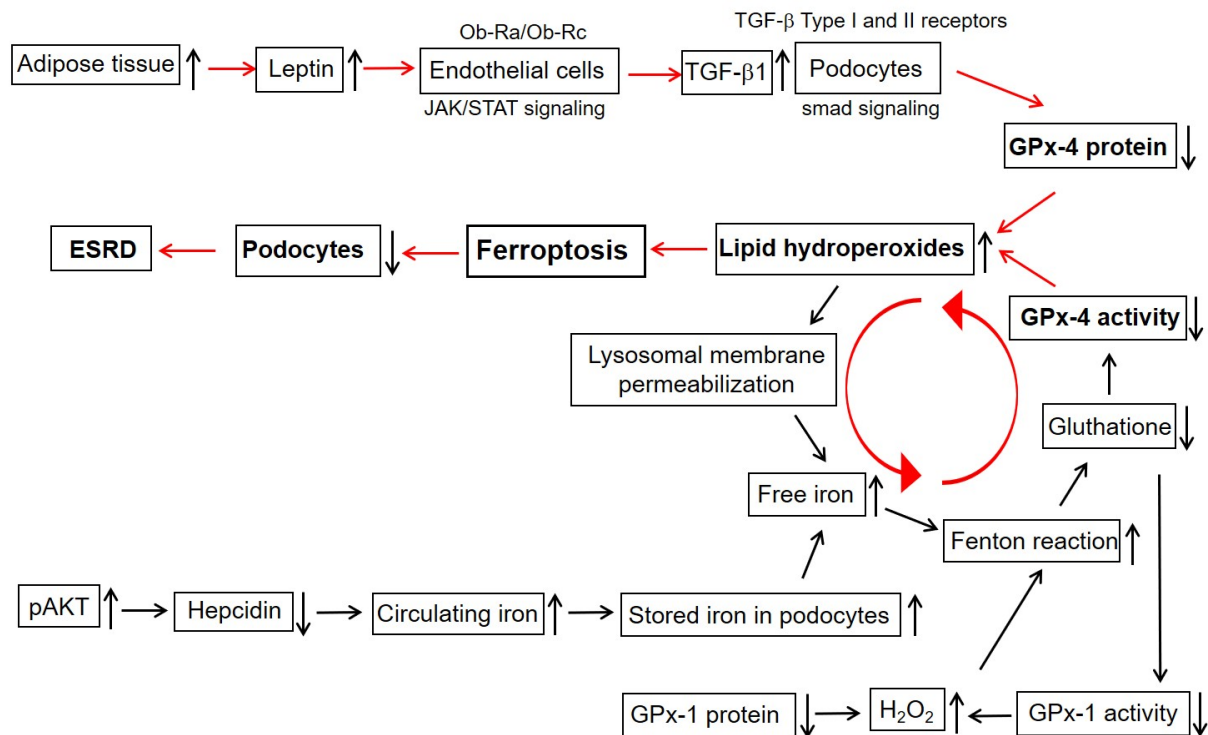 TGF-β Type I and II receptors
Ob-Ra/Ob-Rc
Adipose tissue
Leptin
Endothelial cells
TGF-β1
Podocytes
JAK/STAT signaling
smad signaling
GPx-4 protein
ESRD
Podocytes
Ferroptosis
Lipid hydroperoxides
GPx-4 activity
Lysosomal membrane
permeabilization
Gluthatione
Free iron
Fenton reaction
pAKT
Hepcidin
Circulating iron
Stored iron in podocytes
GPx-1 protein
H₂O₂
GPx-1 activity